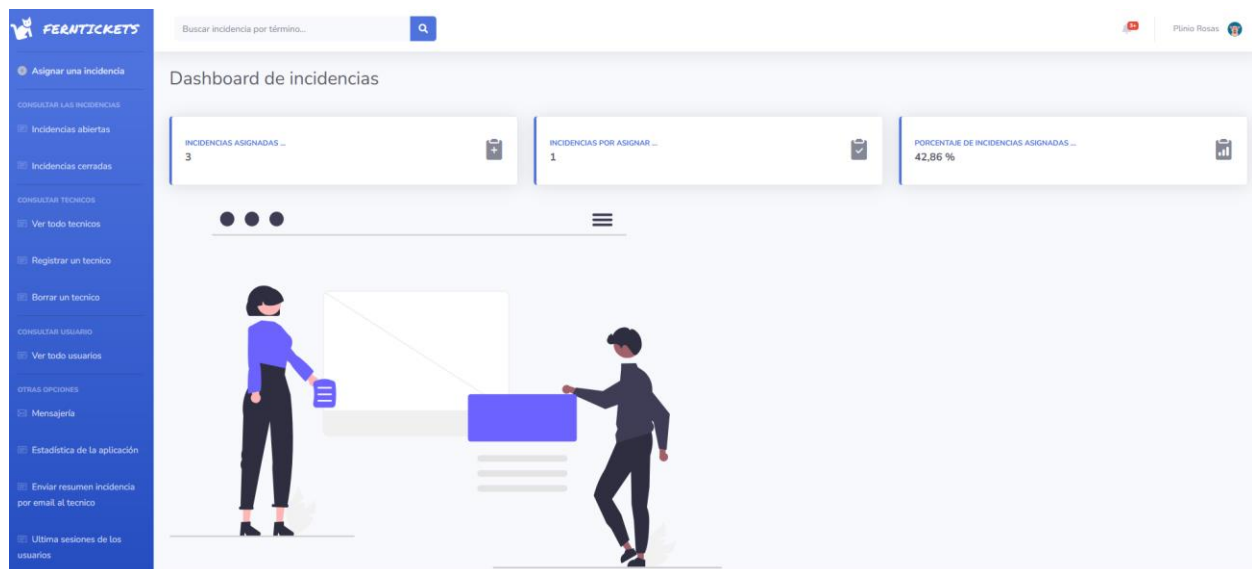 FERNTICKETS
Buscar incidencia por término...
Plinio Rosas
Asignar una incidencia
CONSULTAR LAS INCIDENCIAS
Incidencias abiertas
Incidencias cerradas
CONSULTAR TECNICOS
Ver todo tecnicos
Registrar un tecnico
Borrar un tecnico
CONSULTAR USUARIO
Ver todo usuarios
OTRAS OPCIONES
Mensajería
Estadística de la aplicación
Enviar resumen incidencia
por email al tecnico
Ultima sesiones de los
usuarios
Dashboard de incidencias
INCIDENCIAS ASIGNADAS ...
3
INCIDENCIAS POR ASIGNAR ...
1
PORCENTAJE DE INCIDENCIAS ASIGNADAS ...
42,86 %